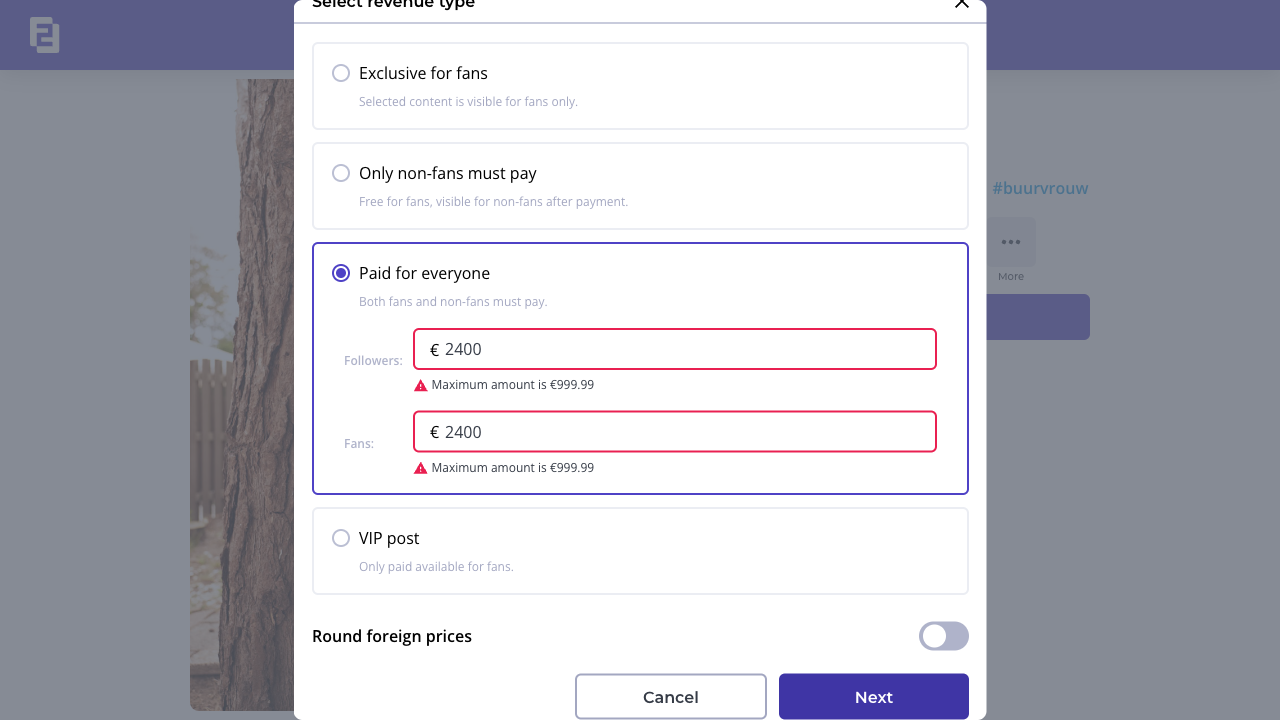 Select revenue type
Exclusive for fans
Selected content is visible for fans only.
Only non-fans must pay
Free for fans, visible for non-fans after payment.
#buurvrouw
More
Paid for everyone
Both fans and non-fans must pay.
Followers:
€ 2400
Maximum amount is €999.99
Fans:
€ 2400
Maximum amount is €999.99
VIP post
Only paid available for fans.
Round foreign prices
Cancel
Next